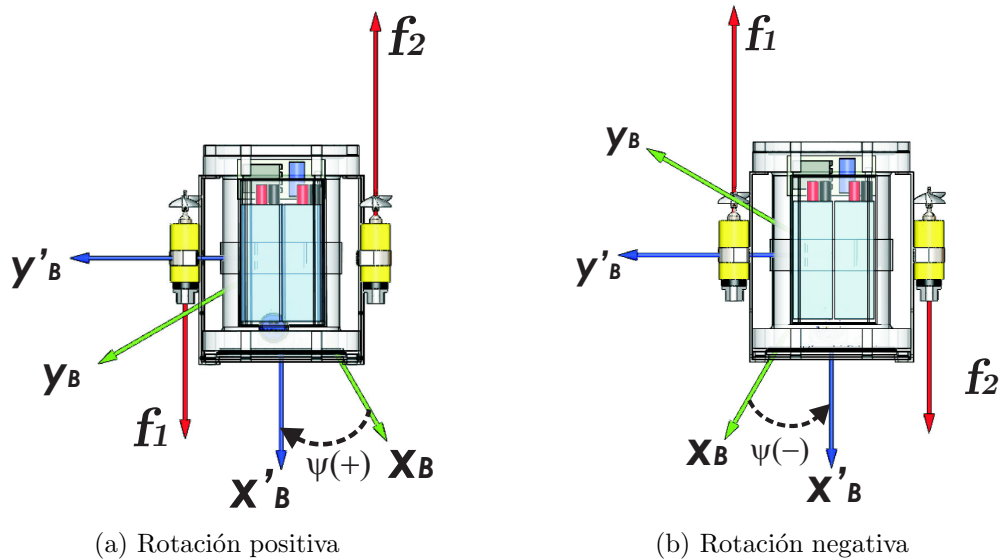 f2
y'B
yB
f1
ψ(+)
xB
x'B
(a) Rotación positiva
f1
yB
y'B
f2
xB
ψ(−)
x'B
(b) Rotación negativa